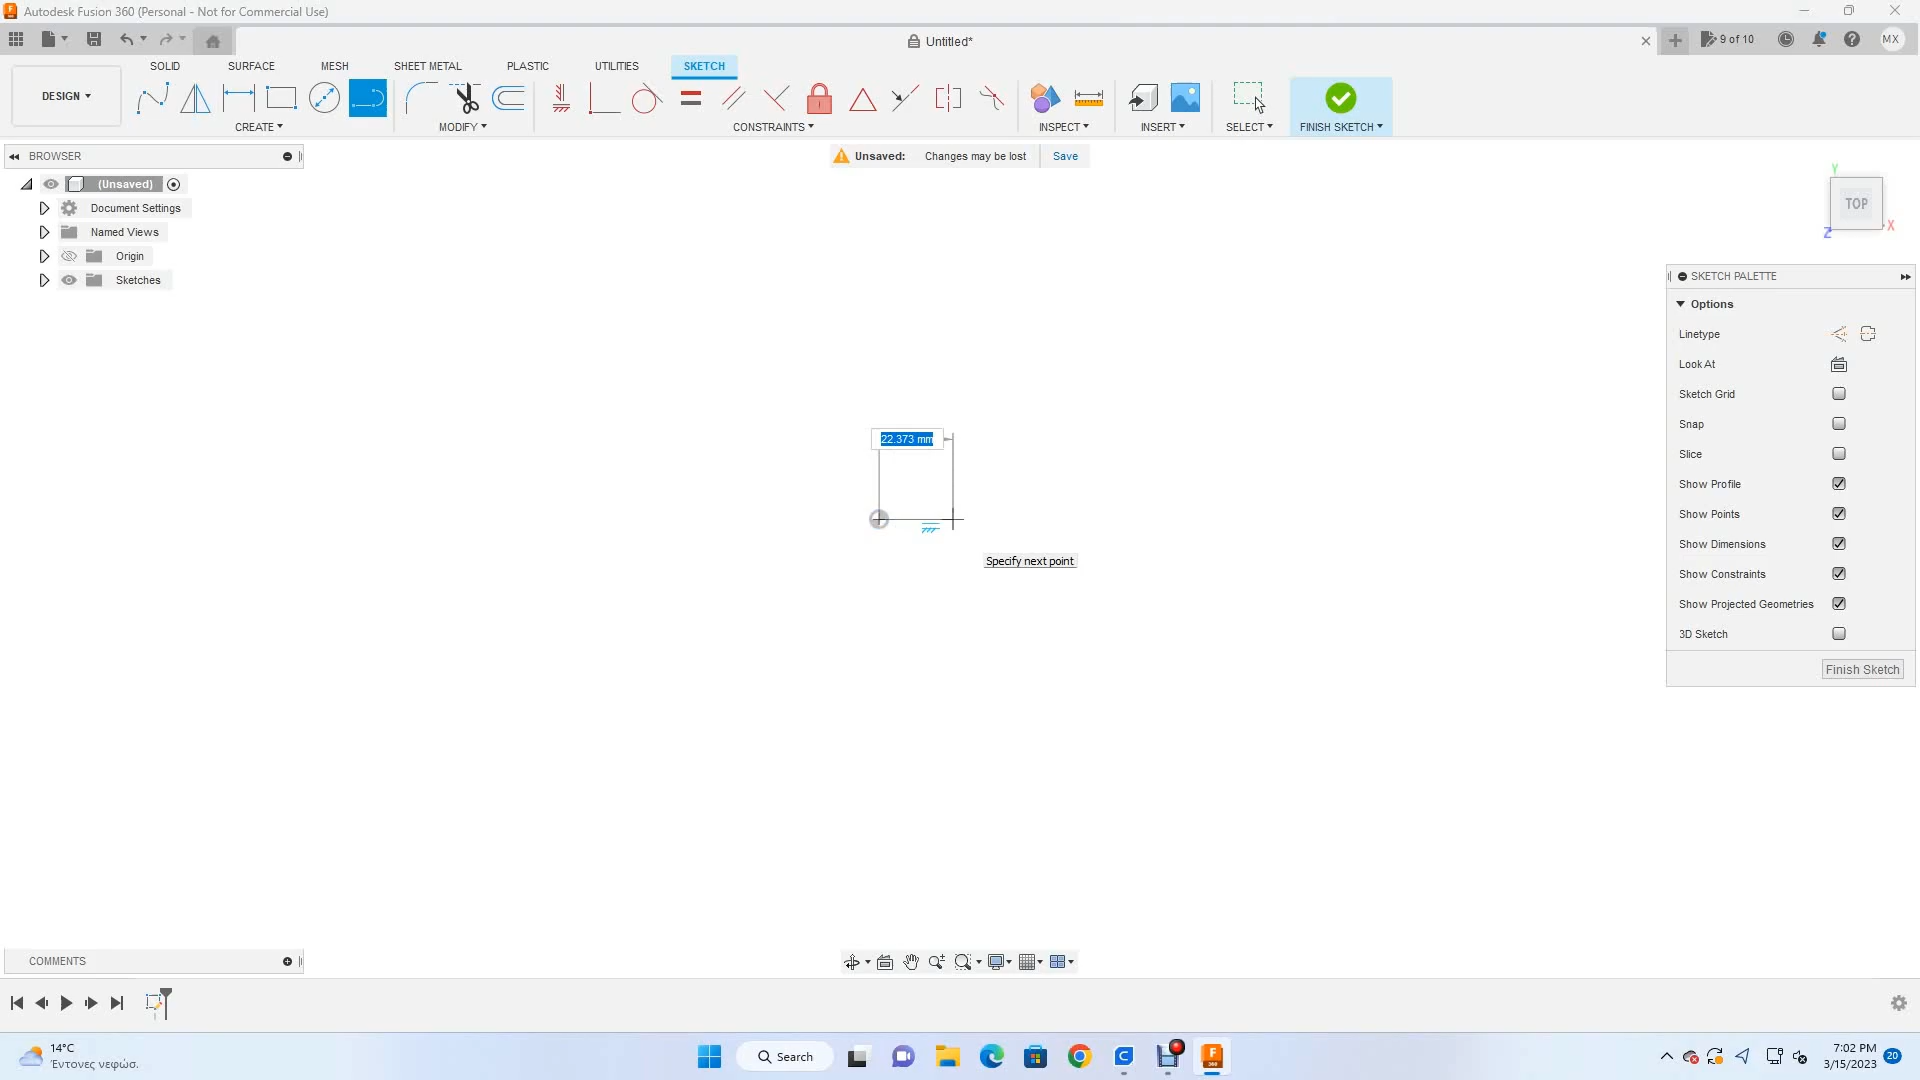 Autodesk Fusion 360 (Personal - Not for Commercial Use)
Untitled*
9 of 10
MX
SOLID SURFACE MESH SHEET METAL PLASTIC UTILITIES SKETCH
DESIGN
CREATE MODIFY CONSTRAINTS INSPECT INSERT SELECT FINISH SKETCH
BROWSER
Unsaved: Changes may be lost Save
(Unsaved)
Document Settings
Named Views
Origin
Sketches
Y
TOP
X
Z
SKETCH PALETTE
Options
Linetype
Look At
Sketch Grid
Snap
Slice
Show Profile
Show Points
Show Dimensions
Show Constraints
Show Projected Geometries
3D Sketch
Finish Sketch
22.373 mm
Specify next point
COMMENTS
14°C
Έντονες νεφώσ.
Search
7:02 PM
3/15/2023
20